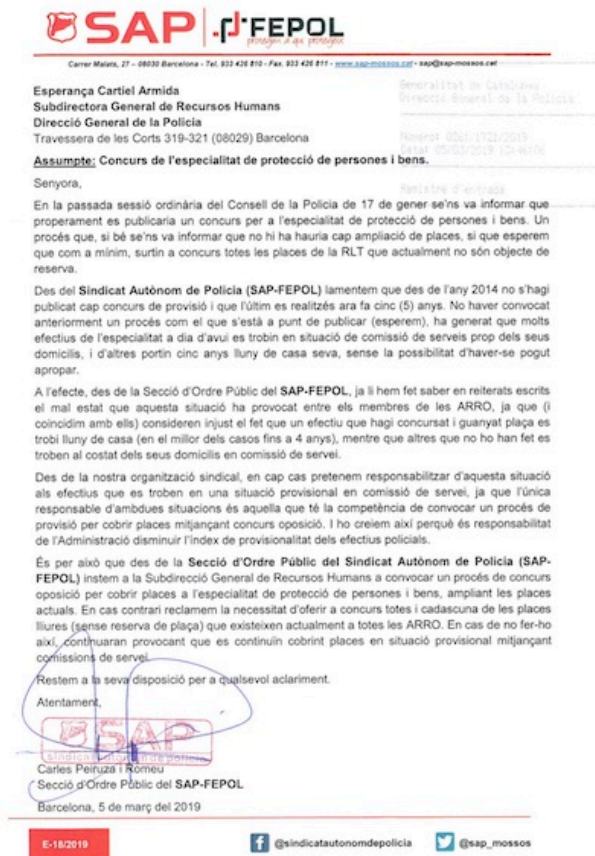 SAP FEPOL
protegim a qui protegeix
Carrer Malats, 27 – 08030 Barcelona - Tel. 933 426 810 - Fax. 933 426 811 - www.sap-mossos.cat - sap@sap-mossos.cat
Generalitat de Catalunya
Direcció General de la Policia
Número: 0061/1721/2019
Data: 05/03/2019
Registre d'entrada
Esperança Cartiel Armida
Subdirectora General de Recursos Humans
Direcció General de la Policia
Travessera de les Corts 319-321 (08029) Barcelona
Assumpte: Concurs de l'especialitat de protecció de persones i bens.
Senyora,
En la passada sessió ordinària del Consell de la Policia de 17 de gener se'ns va informar que
properament es publicaria un concurs per a l'especialitat de protecció de persones i bens. Un
procés que, si bé se'ns va informar que no hi ha hauria cap ampliació de places, si que esperem
que com a mínim, surtin a concurs totes les places de la RLT que actualment no són objecte de
reserva.
Des del Sindicat Autònom de Policia (SAP-FEPOL) lamentem que des de l'any 2014 no s'hagi
publicat cap concurs de provisió i que l'últim es realitzés ara fa cinc (5) anys. No haver convocat
anteriorment un procés com el que s'està a punt de publicar (esperem), ha generat que molts
efectius de l'especialitat a dia d'avui es trobin en situació de comissió de serveis prop dels seus
domicilis, i d'altres portin cinc anys lluny de casa seva, sense la possibilitat d'haver-se pogut
apropar.
A l'efecte, des de la Secció d'Ordre Públic del SAP-FEPOL, ja li hem fet saber en reiterats escrits
el mal estat que aquesta situació ha provocat entre els membres de les ARRO, ja que (i
coincidim amb ells) consideren injust el fet que un efectiu que hagi concursat i guanyat plaça es
trobi lluny de casa (en el millor dels casos fins a 4 anys), mentre que altres que no ho han fet es
troben al costat dels seus domicilis en comissió de servei.
Des de la nostra organització sindical, en cap cas pretenem responsabilitzar d'aquesta situació
als efectius que es troben en una situació provisional en comissió de servei, ja que l'única
responsable d'ambdues situacions és aquella que té la competència de convocar un procés de
provisió per cobrir places mitjançant concurs oposició. I ho creiem així perquè és responsabilitat
de l'Administració disminuir l'índex de provisionalitat dels efectius policials.
És per això que des de la Secció d'Ordre Públic del Sindicat Autònom de Policia (SAP-
FEPOL) instem a la Subdirecció General de Recursos Humans a convocar un procés de concurs
oposició per cobrir places a l'especialitat de protecció de persones i bens, ampliant les places
actuals. En cas contrari reclamem la necessitat d'oferir a concurs totes i cadascuna de les places
lliures (sense reserva de plaça) que existeixen actualment a totes les ARRO. En cas de no fer-ho
així, continuaran provocant que es continuïn cobrint places en situació provisional mitjançant
comissions de servei.
Restem a la seva disposició per a qualsevol aclariment.
Atentament,
SAP
sindicat autònom de policia
Carles Peiruza i Romeu
Secció d'Ordre Públic del SAP-FEPOL
Barcelona, 5 de març del 2019
E-18/2019
@sindicatautonomdepolicia
@sap_mossos